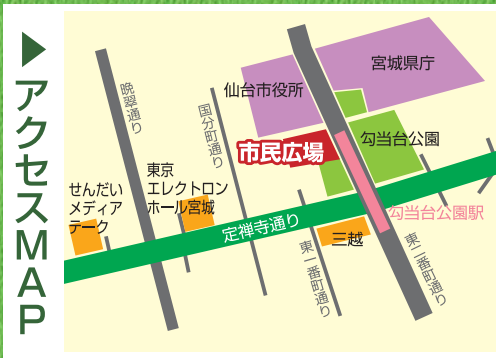 ▶アクセスMAP
宮城県庁
仙台市役所
晩翠通り
国分町通り
市民広場
勾当台公園
東京
エレクトロン
ホール宮城
せんだい
メディア
テーク
定禅寺通り
勾当台公園駅
三越
東一番町通り
東二番町通り